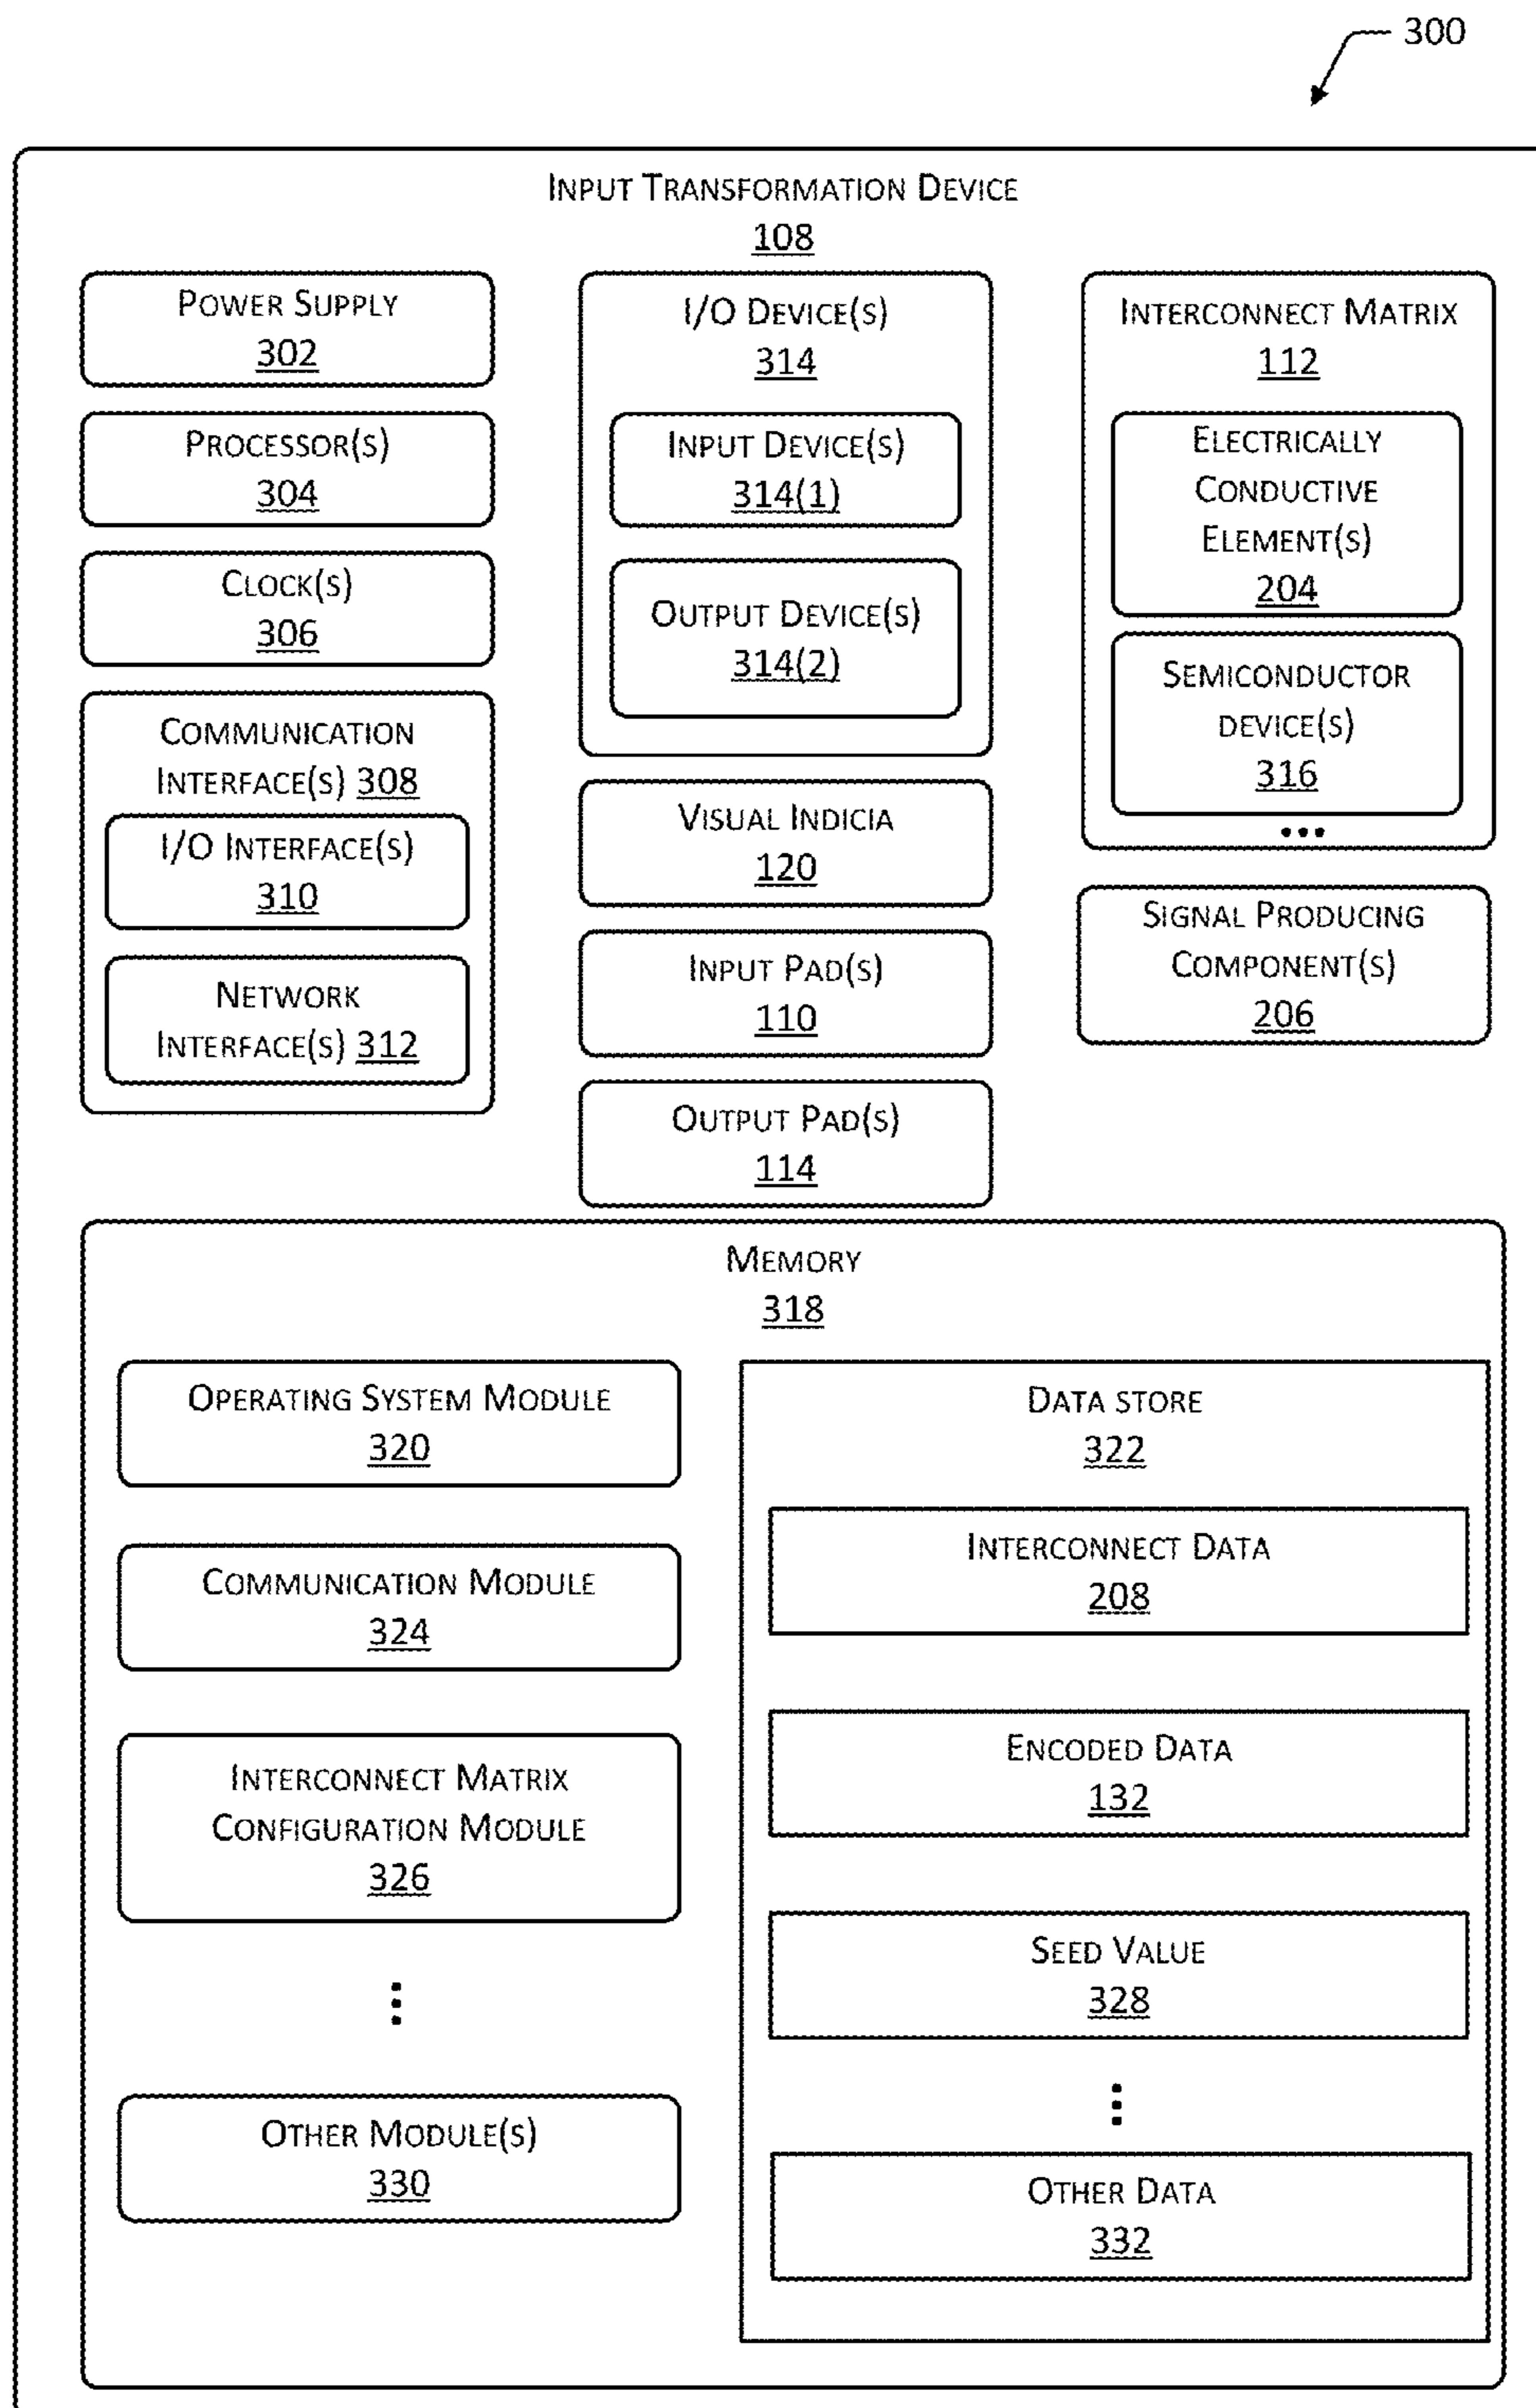 300
Input Transformation Device
108
Power Supply
302
Processor(s)
304
Clock(s)
306
Communication
Interface(s) 308
I/O Interface(s)
310
Network
Interface(s) 312
I/O Device(s)
314
Input Device(s)
314(1)
Output Device(s)
314(2)
Visual Indicia
120
Input Pad(s)
110
Output Pad(s)
114
Interconnect Matrix
112
Electrically
Conductive
Element(s)
204
Semiconductor
device(s)
316
...
Signal Producing
Component(s)
206
Memory
318
Operating System Module
320
Communication Module
324
Interconnect Matrix
Configuration Module
326
Other Module(s)
330
Data store
322
Interconnect Data
208
Encoded Data
132
Seed Value
328
Other Data
332